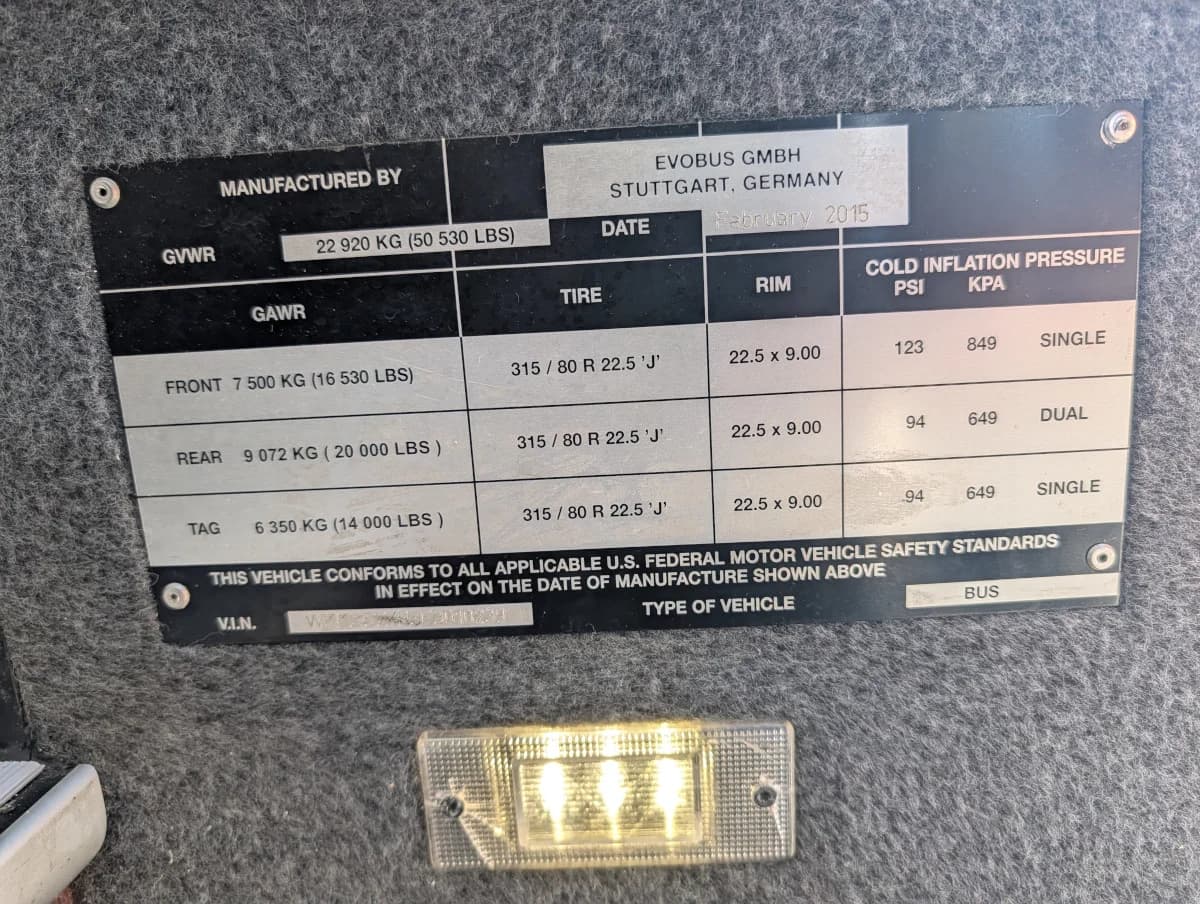 MANUFACTURED BY EVOBUS GMBH
STUTTGART, GERMANY
GVWR 22 920 KG (50 530 LBS) DATE February 2015
GAWR TIRE RIM COLD INFLATION PRESSURE
PSI KPA
FRONT 7 500 KG (16 530 LBS) 315 / 80 R 22.5 'J' 22.5 x 9.00 123 849 SINGLE
REAR 9 072 KG ( 20 000 LBS ) 315 / 80 R 22.5 'J' 22.5 x 9.00 94 649 DUAL
TAG 6 350 KG (14 000 LBS ) 315 / 80 R 22.5 'J' 22.5 x 9.00 94 649 SINGLE
THIS VEHICLE CONFORMS TO ALL APPLICABLE U.S. FEDERAL MOTOR VEHICLE SAFETY STANDARDS
IN EFFECT ON THE DATE OF MANUFACTURE SHOWN ABOVE
V.I.N. TYPE OF VEHICLE BUS